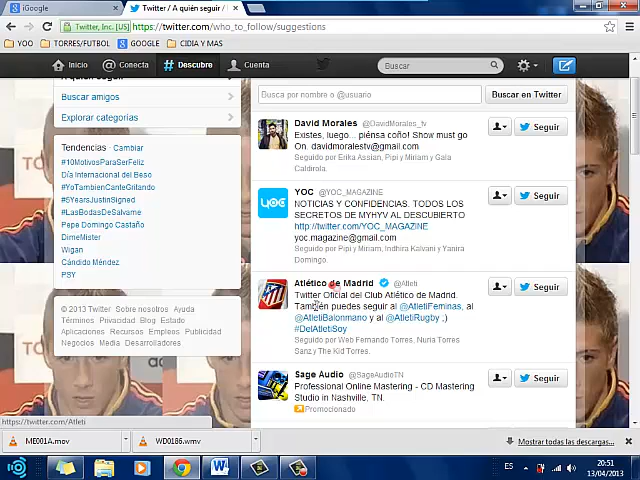 iGoogle
Twitter / A quién seguir
Twitter, Inc. [US] https://twitter.com/who_to_follow/suggestions
YOO TORRES/FUTBOL GOOGLE CIDIA Y MAS
Inicio Conecta Descubre Cuenta Buscar
A quién seguir
Buscar amigos
Explorar categorías
Tendencias · Cambiar
#10MotivosParaSerFeliz
Día Internacional del Beso
#YoTambienCanteGritando
#5YearsJustinSigned
#LasBodasDeSalvame
Pepe Domingo Castaño
DimeMister
Wigan
Cándido Méndez
PSY
© 2013 Twitter Sobre nosotros Ayuda
Términos Privacidad Blog Estado
Aplicaciones Recursos Empleos Publicidad
Negocios Media Desarrolladores
Busca por nombre o @usuario Buscar en Twitter
David Morales @DavidMorales_tv
Existes, luego... piénsa coño! Show must go
On. davidmoralestv@gmail.com
Seguido por Erika Assian, Pipi y Miriam y Gala
Caldirola.
Seguir
YOC @YOC_MAGAZINE
NOTICIAS Y CONFIDENCIAS. TODOS LOS
SECRETOS DE MYHYV AL DESCUBIERTO
http://twitter.com/YOC_MAGAZINE
yoc.magazine@gmail.com
Seguido por Pipi y Miriam, Indhira Kalvani y Yanira
Domingo.
Seguir
yoc
Atlético de Madrid @Atleti
Twitter Oficial del Club Atlético de Madrid.
También puedes seguir al @AtletiFeminas, al
@AtletiBalonmano y al @AtletiRugby ;)
#DelAtletiSoy
Seguido por Web Fernando Torres, Nuria Torres
Sanz y The Kid Torres.
Seguir
Sage Audio @SageAudioTN
Professional Online Mastering - CD Mastering
Studio in Nashville, TN.
Promocionado
Seguir
https://twitter.com/Atleti
ME001A.mov WD0186.wmv Mostrar todas las descargas...
ES 20:51
13/04/2013